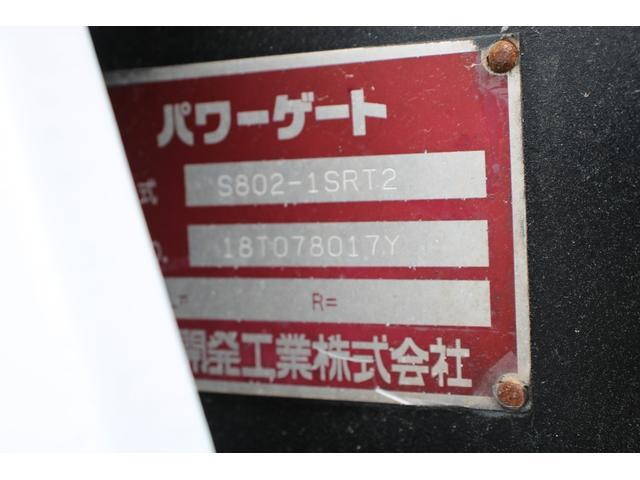 パワーゲート
式 S802-1SRT2
O. 18T078017Y
L= R=
開発工業株式会社